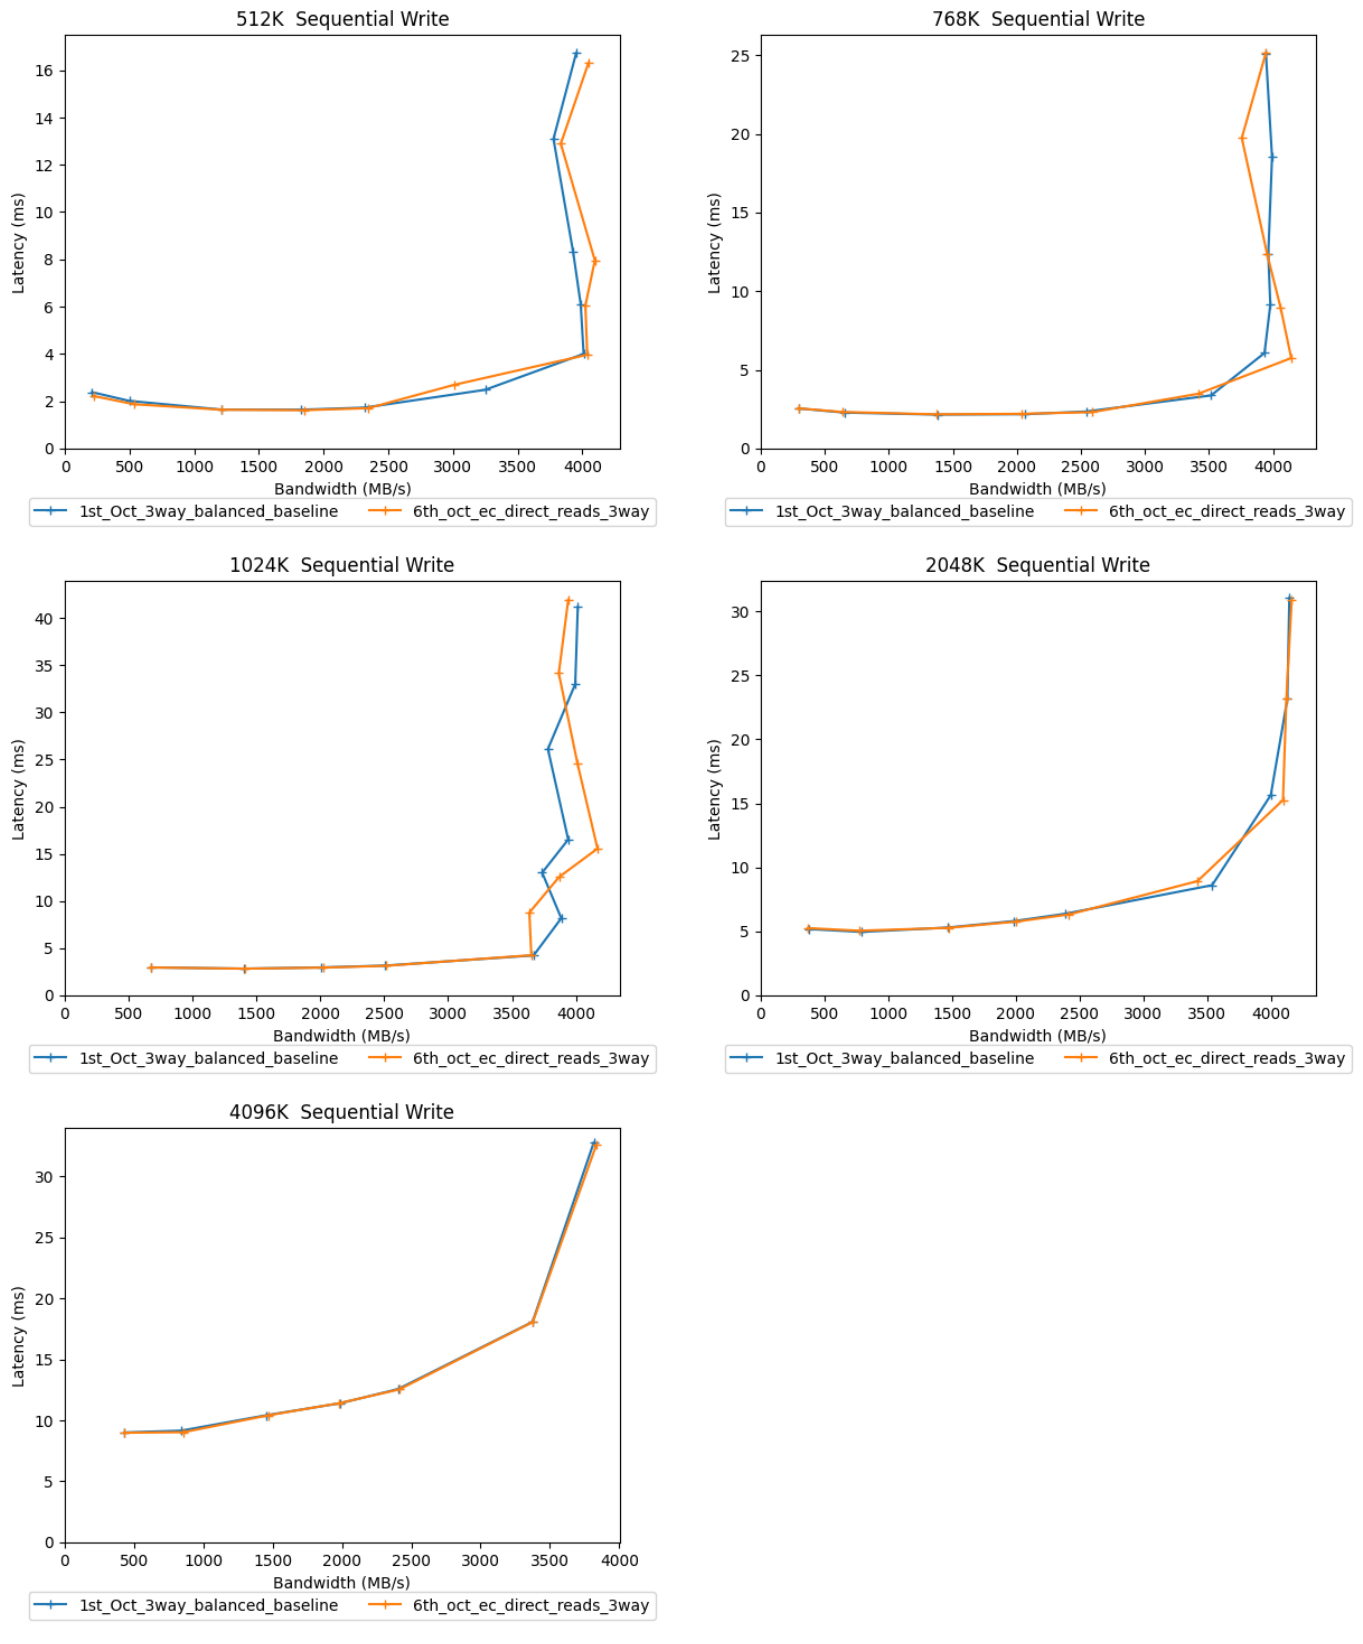 512K  Sequential Write
16
14
12
10
8
6
4
2
0
Latency (ms)
0 500 1000 1500 2000 2500 3000 3500 4000
Bandwidth (MB/s)
1st_Oct_3way_balanced_baseline 6th_oct_ec_direct_reads_3way
768K  Sequential Write
25
20
15
10
5
0
Latency (ms)
0 500 1000 1500 2000 2500 3000 3500 4000
Bandwidth (MB/s)
1st_Oct_3way_balanced_baseline 6th_oct_ec_direct_reads_3way
1024K  Sequential Write
40
35
30
25
20
15
10
5
0
Latency (ms)
0 500 1000 1500 2000 2500 3000 3500 4000
Bandwidth (MB/s)
1st_Oct_3way_balanced_baseline 6th_oct_ec_direct_reads_3way
2048K  Sequential Write
30
25
20
15
10
5
0
Latency (ms)
0 500 1000 1500 2000 2500 3000 3500 4000
Bandwidth (MB/s)
1st_Oct_3way_balanced_baseline 6th_oct_ec_direct_reads_3way
4096K  Sequential Write
30
25
20
15
10
5
0
Latency (ms)
0 500 1000 1500 2000 2500 3000 3500 4000
Bandwidth (MB/s)
1st_Oct_3way_balanced_baseline 6th_oct_ec_direct_reads_3way